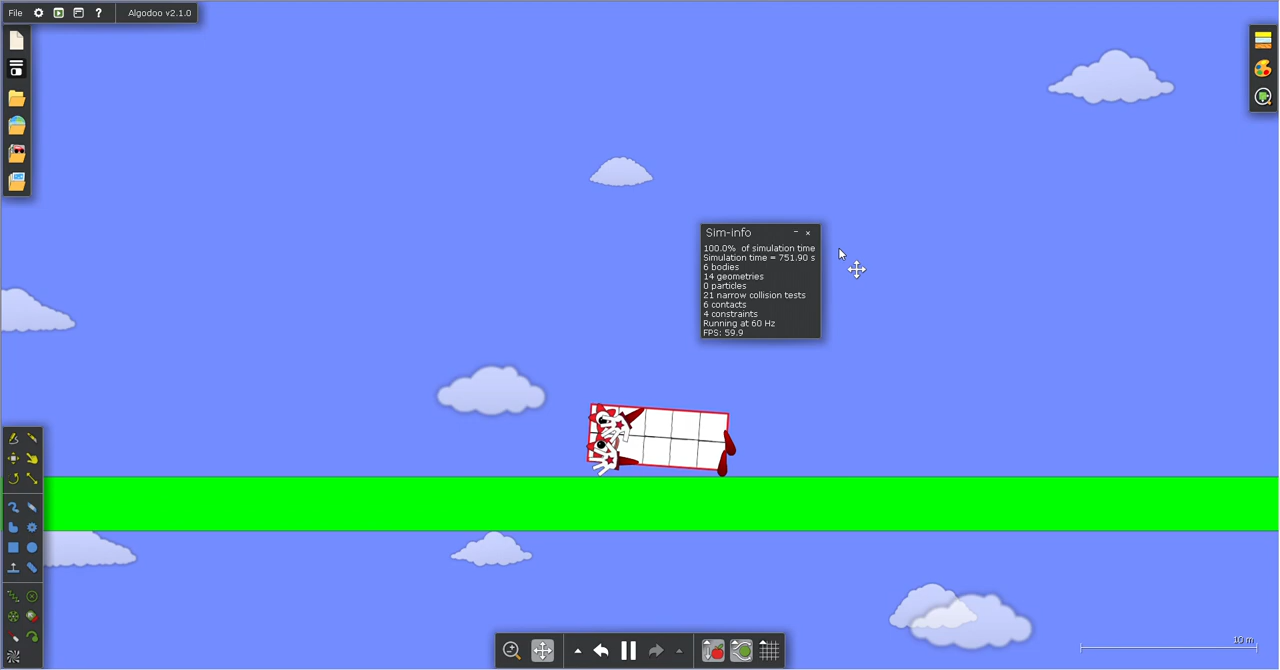 File
?
Algodoo v2.1.0
Sim-info
100.0% of simulation time
Simulation time = 751.90 s
6 bodies
14 geometries
0 particles
21 narrow collision tests
6 contacts
4 constraints
Running at 60 Hz
FPS: 59.9
10 m